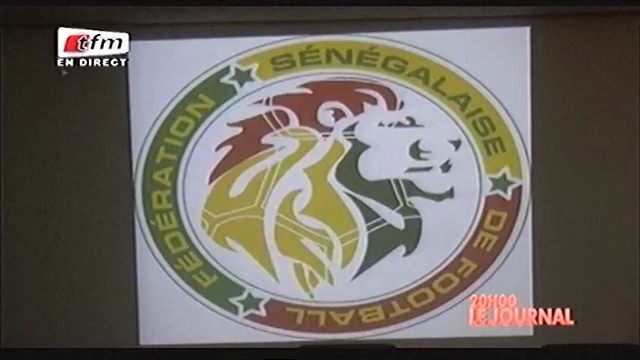 tfm
EN DIRECT
FÉDÉRATION SÉNÉGALAISE DE FOOTBALL
20H00
LE JOURNAL